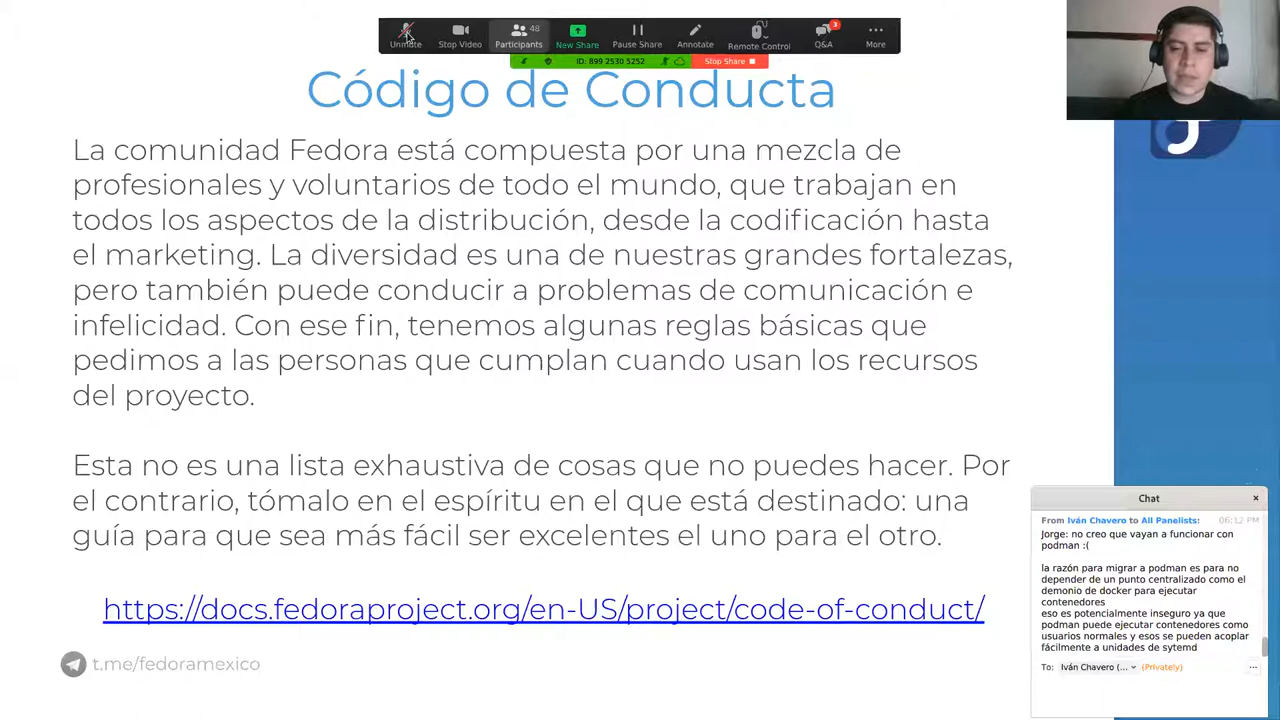 Unmute
Stop Video
Participants
48
New Share
Pause Share
Annotate
Remote Control
Q&A
3
More
ID: 899 2530 5252
Stop Share
Código de Conducta
La comunidad Fedora está compuesta por una mezcla de
profesionales y voluntarios de todo el mundo, que trabajan en
todos los aspectos de la distribución, desde la codificación hasta
el marketing. La diversidad es una de nuestras grandes fortalezas,
pero también puede conducir a problemas de comunicación e
infelicidad. Con ese fin, tenemos algunas reglas básicas que
pedimos a las personas que cumplan cuando usan los recursos
del proyecto.
Esta no es una lista exhaustiva de cosas que no puedes hacer. Por
el contrario, tómalo en el espíritu en el que está destinado: una
guía para que sea más fácil ser excelentes el uno para el otro.
https://docs.fedoraproject.org/en-US/project/code-of-conduct/
t.me/fedoramexico
Chat
From Iván Chavero to All Panelists: 06:12 PM
Jorge: no creo que vayan a funcionar con
podman :(
la razón para migrar a podman es para no
depender de un punto centralizado como el
demonio de docker para ejecutar
contenedores
eso es potencialmente inseguro ya que
podman puede ejecutar contenedores como
usuarios normales y esos se pueden acoplar
fácilmente a unidades de sytemd
To: Iván Chavero (... (Privately) ...